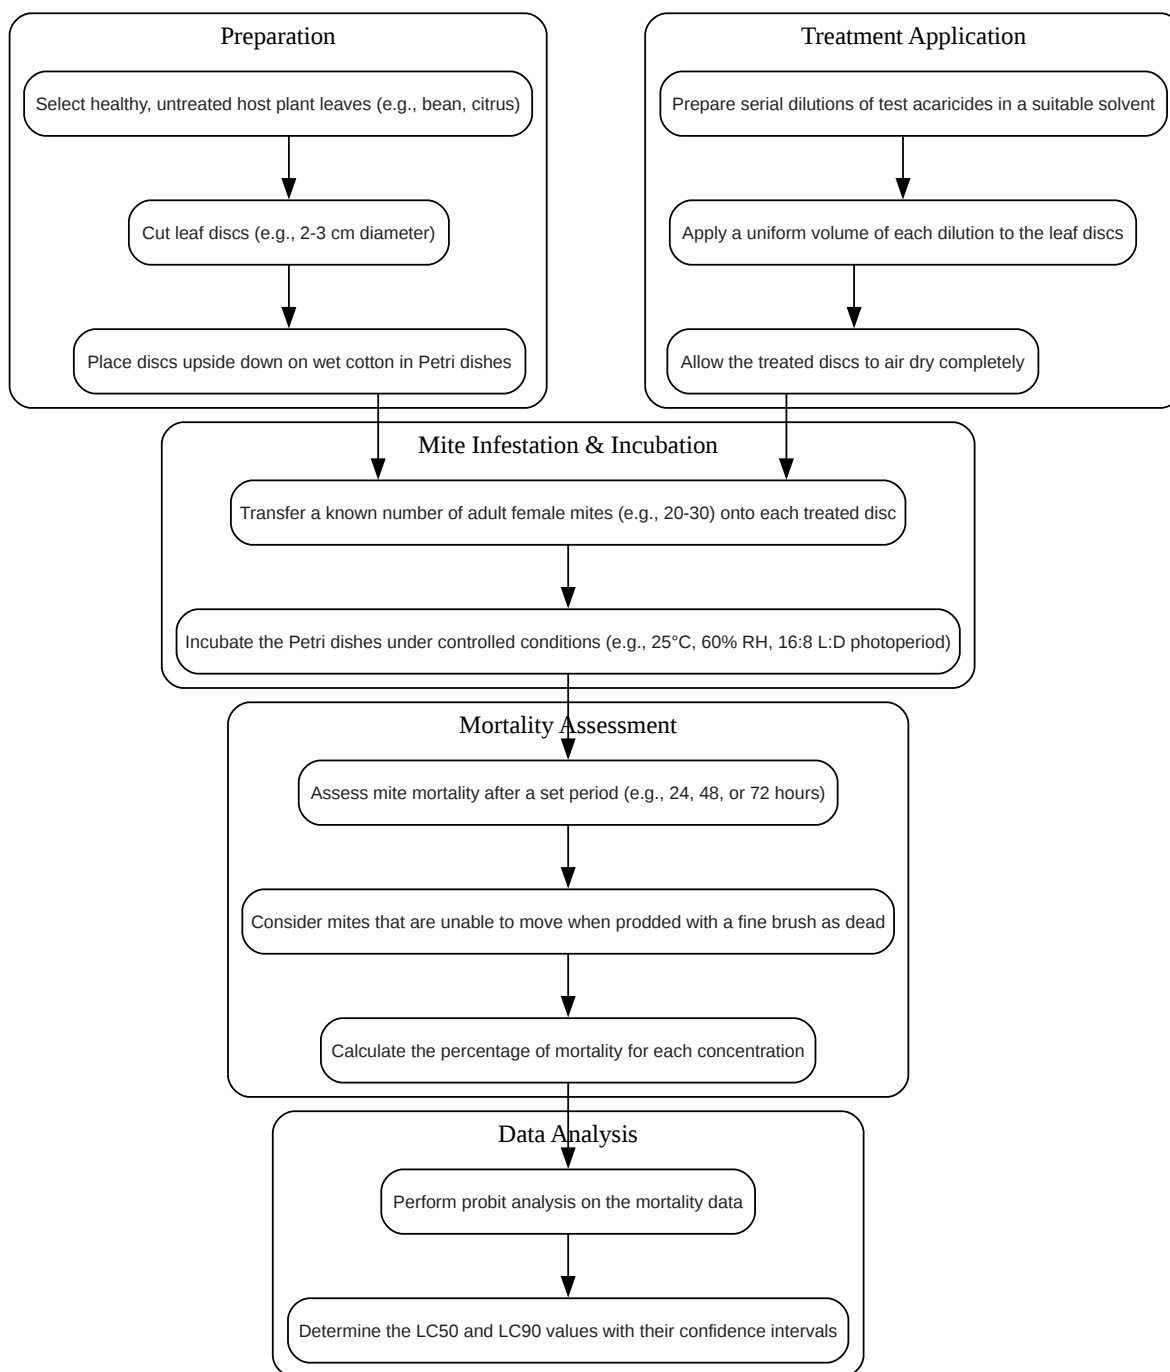 Preparation
Select healthy, untreated host plant leaves (e.g., bean, citrus)
Cut leaf discs (e.g., 2-3 cm diameter)
Place discs upside down on wet cotton in Petri dishes
Treatment Application
Prepare serial dilutions of test acaricides in a suitable solvent
Apply a uniform volume of each dilution to the leaf discs
Allow the treated discs to air dry completely
Mite Infestation & Incubation
Transfer a known number of adult female mites (e.g., 20-30) onto each treated disc
Incubate the Petri dishes under controlled conditions (e.g., 25°C, 60% RH, 16:8 L:D photoperiod)
Mortality Assessment
Assess mite mortality after a set period (e.g., 24, 48, or 72 hours)
Consider mites that are unable to move when prodded with a fine brush as dead
Calculate the percentage of mortality for each concentration
Data Analysis
Perform probit analysis on the mortality data
Determine the LC50 and LC90 values with their confidence intervals